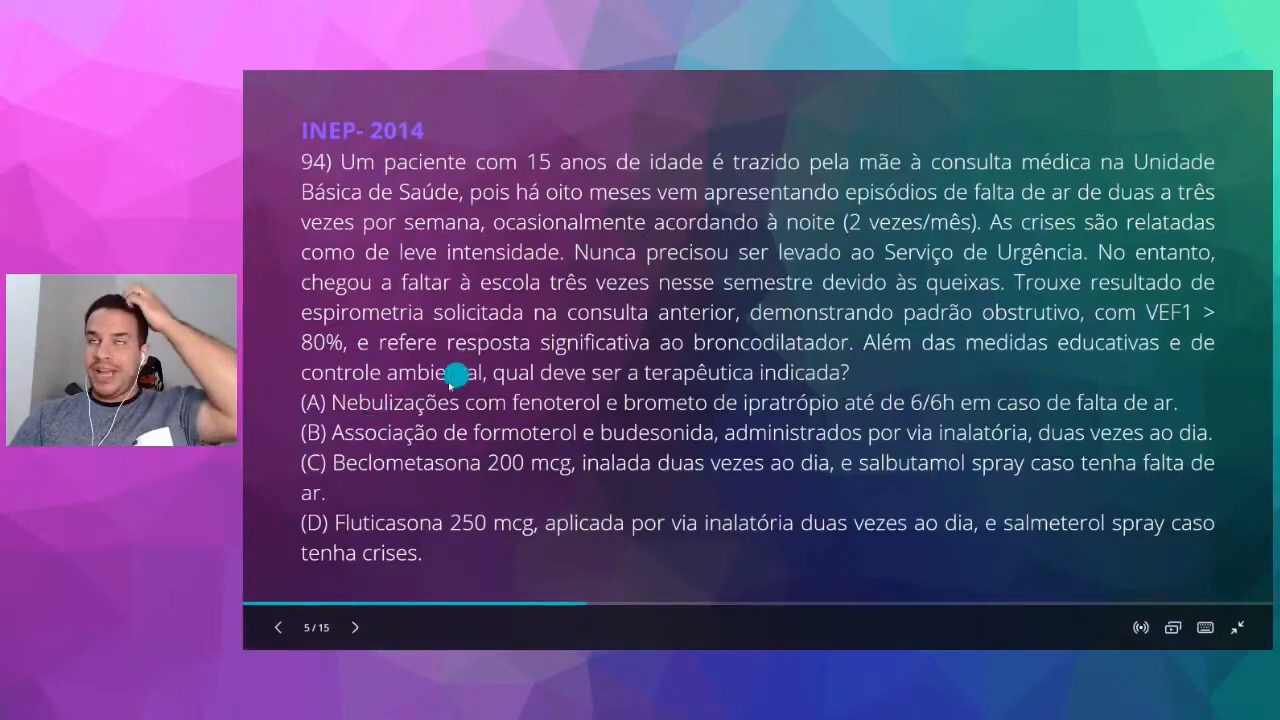 INEP- 2014
94) Um paciente com 15 anos de idade é trazido pela mãe à consulta médica na Unidade
Básica de Saúde, pois há oito meses vem apresentando episódios de falta de ar de duas a três
vezes por semana, ocasionalmente acordando à noite (2 vezes/mês). As crises são relatadas
como de leve intensidade. Nunca precisou ser levado ao Serviço de Urgência. No entanto,
chegou a faltar à escola três vezes nesse semestre devido às queixas. Trouxe resultado de
espirometria solicitada na consulta anterior, demonstrando padrão obstrutivo, com VEF1 >
80%, e refere resposta significativa ao broncodilatador. Além das medidas educativas e de
controle ambiental, qual deve ser a terapêutica indicada?
(A) Nebulizações com fenoterol e brometo de ipratrópio até de 6/6h em caso de falta de ar.
(B) Associação de formoterol e budesonida, administrados por via inalatória, duas vezes ao dia.
(C) Beclometasona 200 mcg, inalada duas vezes ao dia, e salbutamol spray caso tenha falta de
ar.
(D) Fluticasona 250 mcg, aplicada por via inalatória duas vezes ao dia, e salmeterol spray caso
tenha crises.
5/15